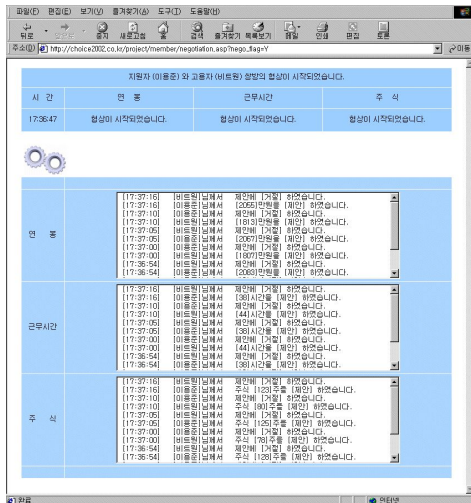 파일(F) 편집(E) 보기(V) 즐겨찾기(A) 도구(T) 도움말(H)
뒤로 중지 새로고침 홈 검색 즐겨찾기 목록보기 메일 인쇄 편집 토론
주소(D) http://choice2002.co.kr/project/member/negotiation.asp?nego_flag=Y 이동
지원자 (이용준) 와 고용자 (비트원) 쌍방의 협상이 시작되었습니다.
시 간 연 봉 근무시간 주 식
17:36:47 협상이 시작되었습니다. 협상이 시작되었습니다. 협상이 시작되었습니다.
연 봉
[17:37:16] [비트원]님께서 제안에 [거절] 하였습니다.
[17:37:16] [이용준]님께서 [2055]만원을 [제안] 하였습니다.
[17:37:10] [이용준]님께서 제안에 [거절] 하였습니다.
[17:37:10] [비트원]님께서 [1813]만원을 [제안] 하였습니다.
[17:37:05] [비트원]님께서 제안에 [거절] 하였습니다.
[17:37:05] [이용준]님께서 [2067]만원을 [제안] 하였습니다.
[17:37:00] [이용준]님께서 제안에 [거절] 하였습니다.
[17:37:00] [비트원]님께서 [1807]만원을 [제안] 하였습니다.
[17:36:54] [비트원]님께서 제안에 [거절] 하였습니다.
[17:36:54] [이용준]님께서 [2083]만원을 [제안] 하였습니다.
근무시간
[17:37:16] [비트원]님께서 제안에 [거절] 하였습니다.
[17:37:16] [이용준]님께서 [38]시간을 [제안] 하였습니다.
[17:37:10] [이용준]님께서 제안에 [거절] 하였습니다.
[17:37:10] [비트원]님께서 [44]시간을 [제안] 하였습니다.
[17:37:05] [비트원]님께서 제안에 [거절] 하였습니다.
[17:37:05] [이용준]님께서 [38]시간을 [제안] 하였습니다.
[17:37:00] [이용준]님께서 제안에 [거절] 하였습니다.
[17:37:00] [비트원]님께서 [44]시간을 [제안] 하였습니다.
[17:36:54] [비트원]님께서 제안에 [거절] 하였습니다.
[17:36:54] [이용준]님께서 [38]시간을 [제안] 하였습니다.
주 식
[17:37:16] [비트원]님께서 제안에 [거절] 하였습니다.
[17:37:16] [이용준]님께서 주식 [123]주를 [제안] 하였습니다.
[17:37:10] [이용준]님께서 제안에 [거절] 하였습니다.
[17:37:10] [비트원]님께서 주식 [80]주를 [제안] 하였습니다.
[17:37:05] [비트원]님께서 제안에 [거절] 하였습니다.
[17:37:05] [이용준]님께서 주식 [125]주를 [제안] 하였습니다.
[17:37:00] [이용준]님께서 제안에 [거절] 하였습니다.
[17:37:00] [비트원]님께서 주식 [78]주를 [제안] 하였습니다.
[17:36:54] [비트원]님께서 제안에 [거절] 하였습니다.
[17:36:54] [이용준]님께서 주식 [128]주를 [제안] 하였습니다.
완료 인터넷